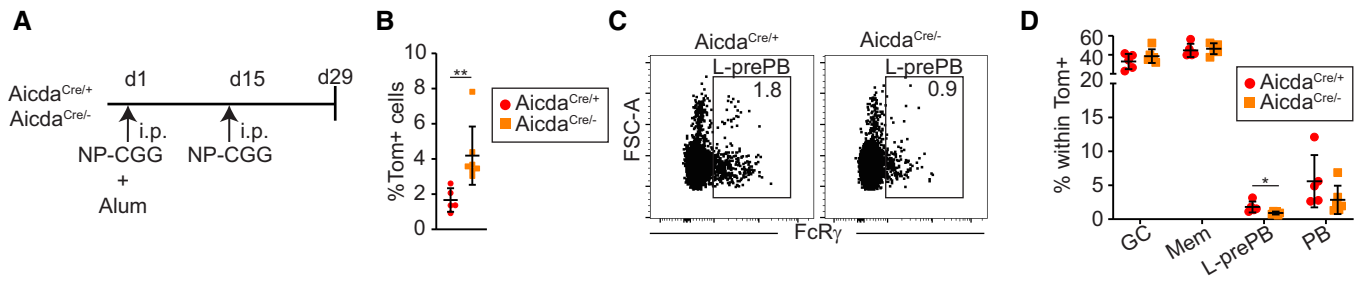 A
d1 d15 d29
Aicda^Cre/+
Aicda^Cre/-
i.p. i.p.
NP-CGG NP-CGG
+
Alum
B
%Tom+ cells
10
8
6
4
2
0
**
Aicda^Cre/+
Aicda^Cre/-
C
Aicda^Cre/+ Aicda^Cre/-
L-prePB L-prePB
1.8 0.9
FSC-A
FcRγ
D
% within Tom+
60
40
20
15
10
5
0
*
Aicda^Cre/+
Aicda^Cre/-
GC Mem L-prePB PB